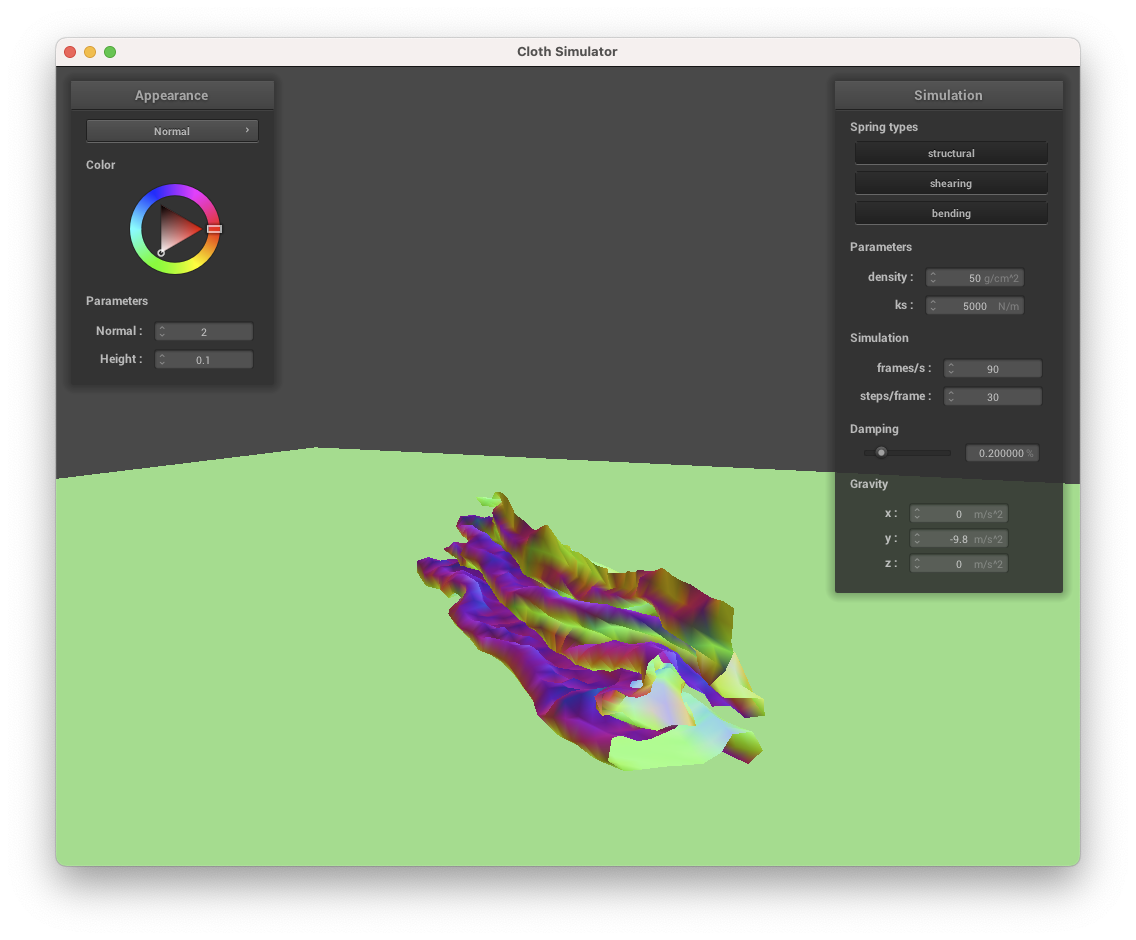 Cloth Simulator
Appearance
Normal
Color
Parameters
Normal : 2
Height : 0.1
Simulation
Spring types
structural
shearing
bending
Parameters
density : 50 g/cm^2
ks : 5000 N/m
Simulation
frames/s : 90
steps/frame : 30
Damping
0.200000 %
Gravity
x : 0 m/s^2
y : -9.8 m/s^2
z : 0 m/s^2